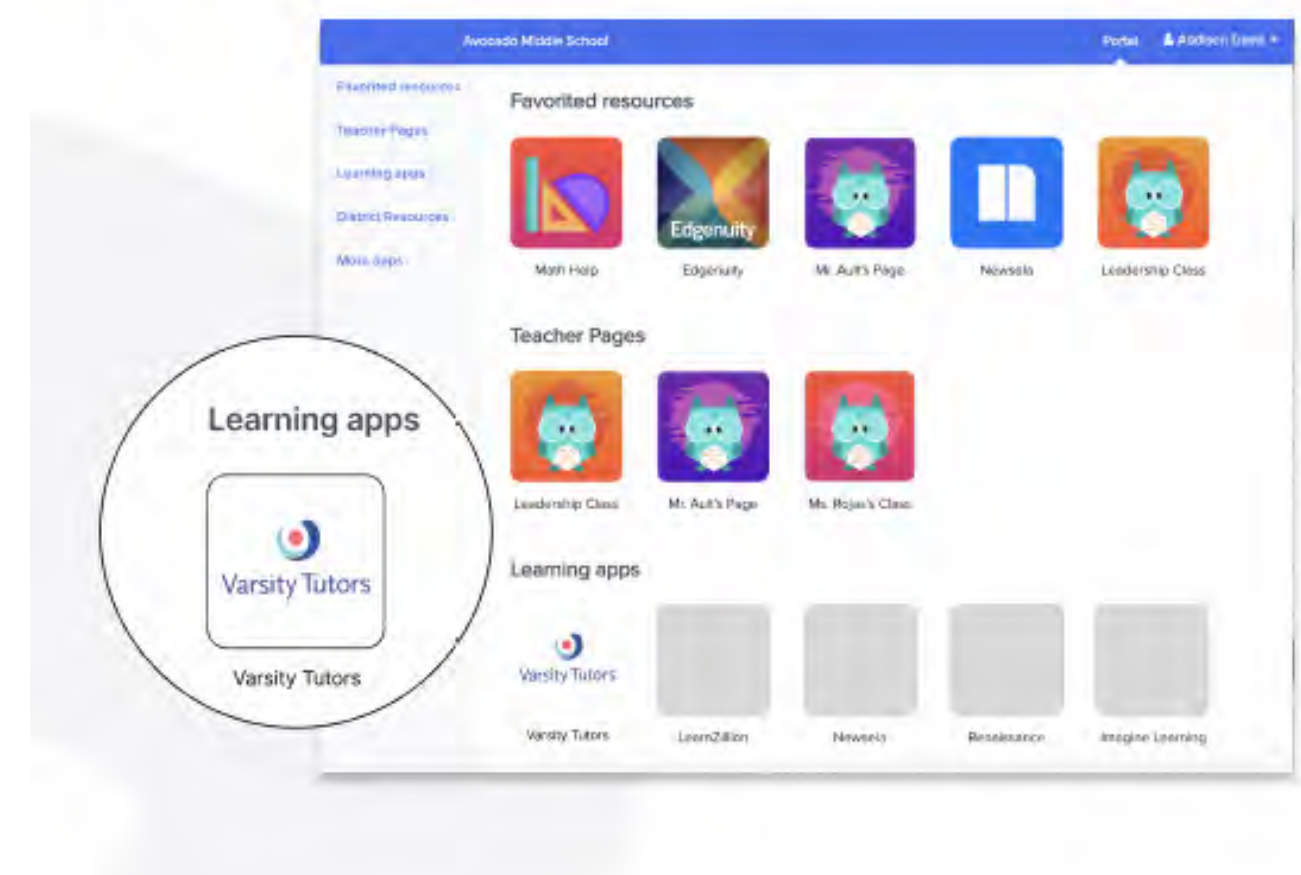 Avocado Middle School
Portal Addison Davis
Favorited resources
Teacher Pages
Learning apps
District Resources
More apps
Favorited resources
Edgenuity
Math Help Edgenuity Mr. Ault's Page Newsela Leadership Class
Teacher Pages
Leadership Class Mr. Ault's Page Ms. Rojas's Class
Learning apps
Varsity Tutors
Varsity Tutors LearnZillion Newsela Renaissance Imagine Learning
Learning apps
Varsity Tutors
Varsity Tutors